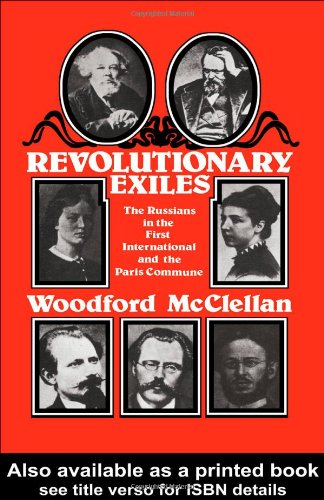 REVOLUTIONARY
EXILES
The Russians
in the
First
International
and the
Paris Commune
Woodford McClellan
Also available as a printed book
see title verso for ISBN details